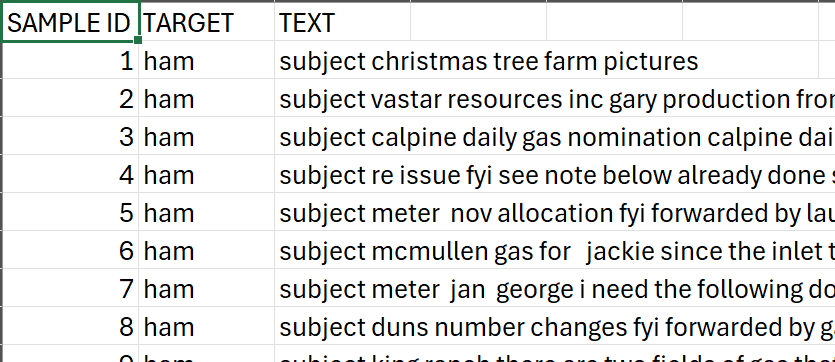 SAMPLE ID TARGET TEXT
1 ham subject christmas tree farm pictures
2 ham subject vastar resources inc gary production from
3 ham subject calpine daily gas nomination calpine dai
4 ham subject re issue fyi see note below already done
5 ham subject meter  nov allocation fyi forwarded by lau
6 ham subject mcmullen gas for   jackie since the inlet t
7 ham subject meter  jan  george i need the following do
8 ham subject duns number changes fyi forwarded by g
9 ham subject king ranch there are two fields of gas that